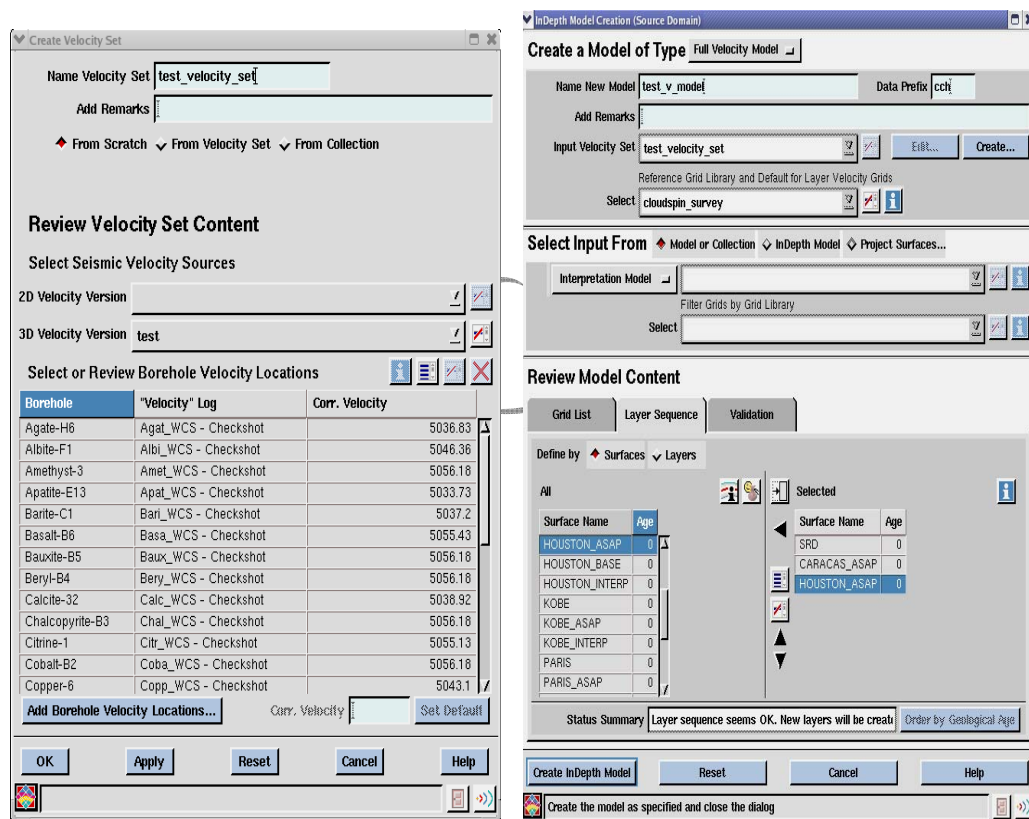 Create Velocity Set
Name Velocity Set test_velocity_set
Add Remarks
From Scratch From Velocity Set From Collection
Review Velocity Set Content
Select Seismic Velocity Sources
2D Velocity Version
3D Velocity Version test
Select or Review Borehole Velocity Locations
Borehole "Velocity" Log Corr. Velocity
Agate-H6 Agat_WCS - Checkshot 5036.83
Albite-F1 Albi_WCS - Checkshot 5046.36
Amethyst-3 Amet_WCS - Checkshot 5056.18
Apatite-E13 Apat_WCS - Checkshot 5033.73
Barite-C1 Bari_WCS - Checkshot 5037.2
Basalt-B6 Basa_WCS - Checkshot 5055.43
Bauxite-B5 Baux_WCS - Checkshot 5056.18
Beryl-B4 Bery_WCS - Checkshot 5056.18
Calcite-32 Calc_WCS - Checkshot 5038.92
Chalcopyrite-B3 Chal_WCS - Checkshot 5056.18
Citrine-1 Citr_WCS - Checkshot 5055.13
Cobalt-B2 Coba_WCS - Checkshot 5056.18
Copper-6 Copp_WCS - Checkshot 5043.1
Add Borehole Velocity Locations... Corr. Velocity Set Default
OK Apply Reset Cancel Help
InDepth Model Creation (Source Domain)
Create a Model of Type Full Velocity Model
Name New Model test_v_model Data Prefix cch
Add Remarks
Input Velocity Set test_velocity_set Edit... Create...
Reference Grid Library and Default for Layer Velocity Grids
Select cloudspin_survey
Select Input From Model or Collection InDepth Model Project Surfaces...
Interpretation Model
Filter Grids by Grid Library
Select
Review Model Content
Grid List Layer Sequence Validation
Define by Surfaces Layers
All Selected
Surface Name Age
HOUSTON_ASAP 0
HOUSTON_BASE 0
HOUSTON_INTERP 0
KOBE 0
KOBE_ASAP 0
KOBE_INTERP 0
PARIS 0
PARIS_ASAP 0
Surface Name Age
SRD 0
CARACAS_ASAP 0
HOUSTON_ASAP 0
Status Summary Layer sequence seems OK. New layers will be creat Order by Geological Age
Create InDepth Model Reset Cancel Help
Create the model as specified and close the dialog